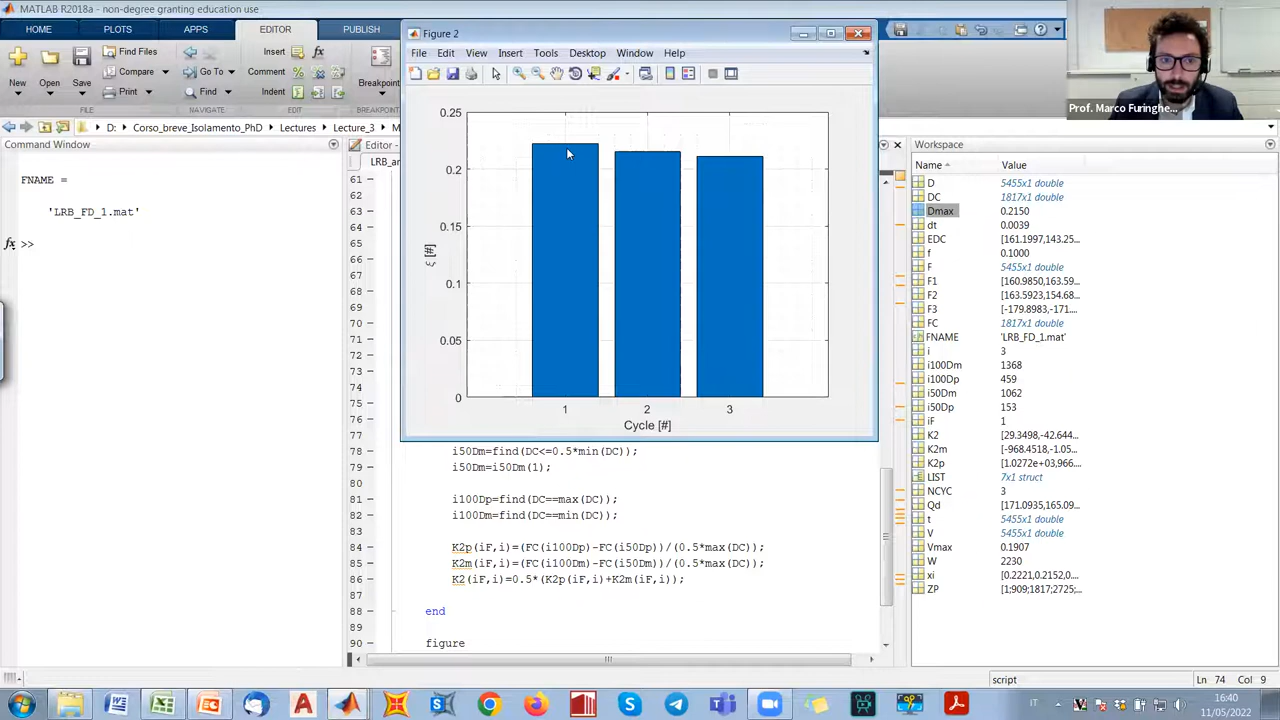 MATLAB R2018a - non-degree granting education use
HOME PLOTS APPS EDITOR PUBLISH
New Open Save Find Files Compare Print Go To Find Insert Comment Indent Breakpoint
FILE NAVIGATE EDIT BREAKPOINT
D: Corso_breve_Isolamento_PhD Lectures Lecture_3
Command Window
FNAME =
'LRB_FD_1.mat'
fx >>
Editor -
61
62
63
64
65
66
67
68
69
70
71
72
73
74
75
76
77
78 i50Dm=find(DC<=0.5*min(DC));
79 i50Dm=i50Dm(1);
80
81 i100Dp=find(DC==max(DC));
82 i100Dm=find(DC==min(DC));
83
84 K2p(iF,i)=(FC(i100Dp)-FC(i50Dp))/(0.5*max(DC));
85 K2m(iF,i)=(FC(i100Dm)-FC(i50Dm))/(0.5*max(DC));
86 K2(iF,i)=0.5*(K2p(iF,i)+K2m(iF,i));
87
88 end
89
90 figure
Figure 2
File Edit View Insert Tools Desktop Window Help
0.25
0.2
0.15
0.1
0.05
0
ξ [#]
1 2 3
Cycle [#]
Prof. Marco Furinghe...
Workspace
Name Value
D 5455x1 double
DC 1817x1 double
Dmax 0.2150
dt 0.0039
EDC [161.1997,143.25...
f 0.1000
F 5455x1 double
F1 [160.9850,163.59...
F2 [163.5923,154.68...
F3 [-179.8983,-171....
FC 1817x1 double
FNAME 'LRB_FD_1.mat'
i 3
i100Dm 1368
i100Dp 459
i50Dm 1062
i50Dp 153
iF 1
K2 [29.3498,-42.644...
K2m [-968.4518,-1.05...
K2p [1.0272e+03,966....
LIST 7x1 struct
NCYC 3
Qd [171.0935,165.09...
t 5455x1 double
V 5455x1 double
Vmax 0.1907
W 2230
xi [0.2221,0.2152,0....
ZP [1;909;1817;2725;...
script Ln 74 Col 9
IT 16:40
11/05/2022